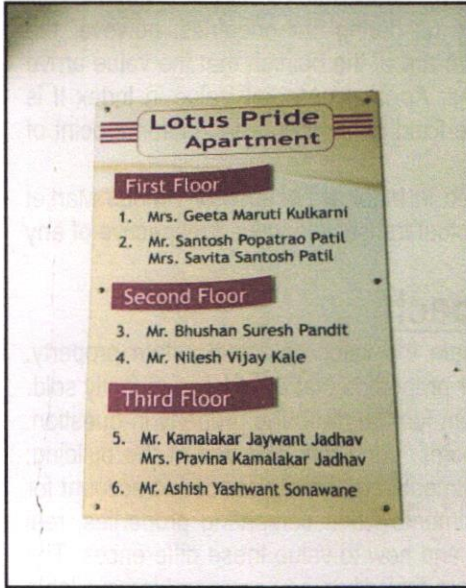 Lotus Pride
Apartment
First Floor
1. Mrs. Geeta Maruti Kulkarni
2. Mr. Santosh Popatrao Patil
Mrs. Savita Santosh Patil
Second Floor
3. Mr. Bhushan Suresh Pandit
4. Mr. Nilesh Vijay Kale
Third Floor
5. Mr. Kamalakar Jaywant Jadhav
Mrs. Pravina Kamalakar Jadhav
6. Mr. Ashish Yashwant Sonawane